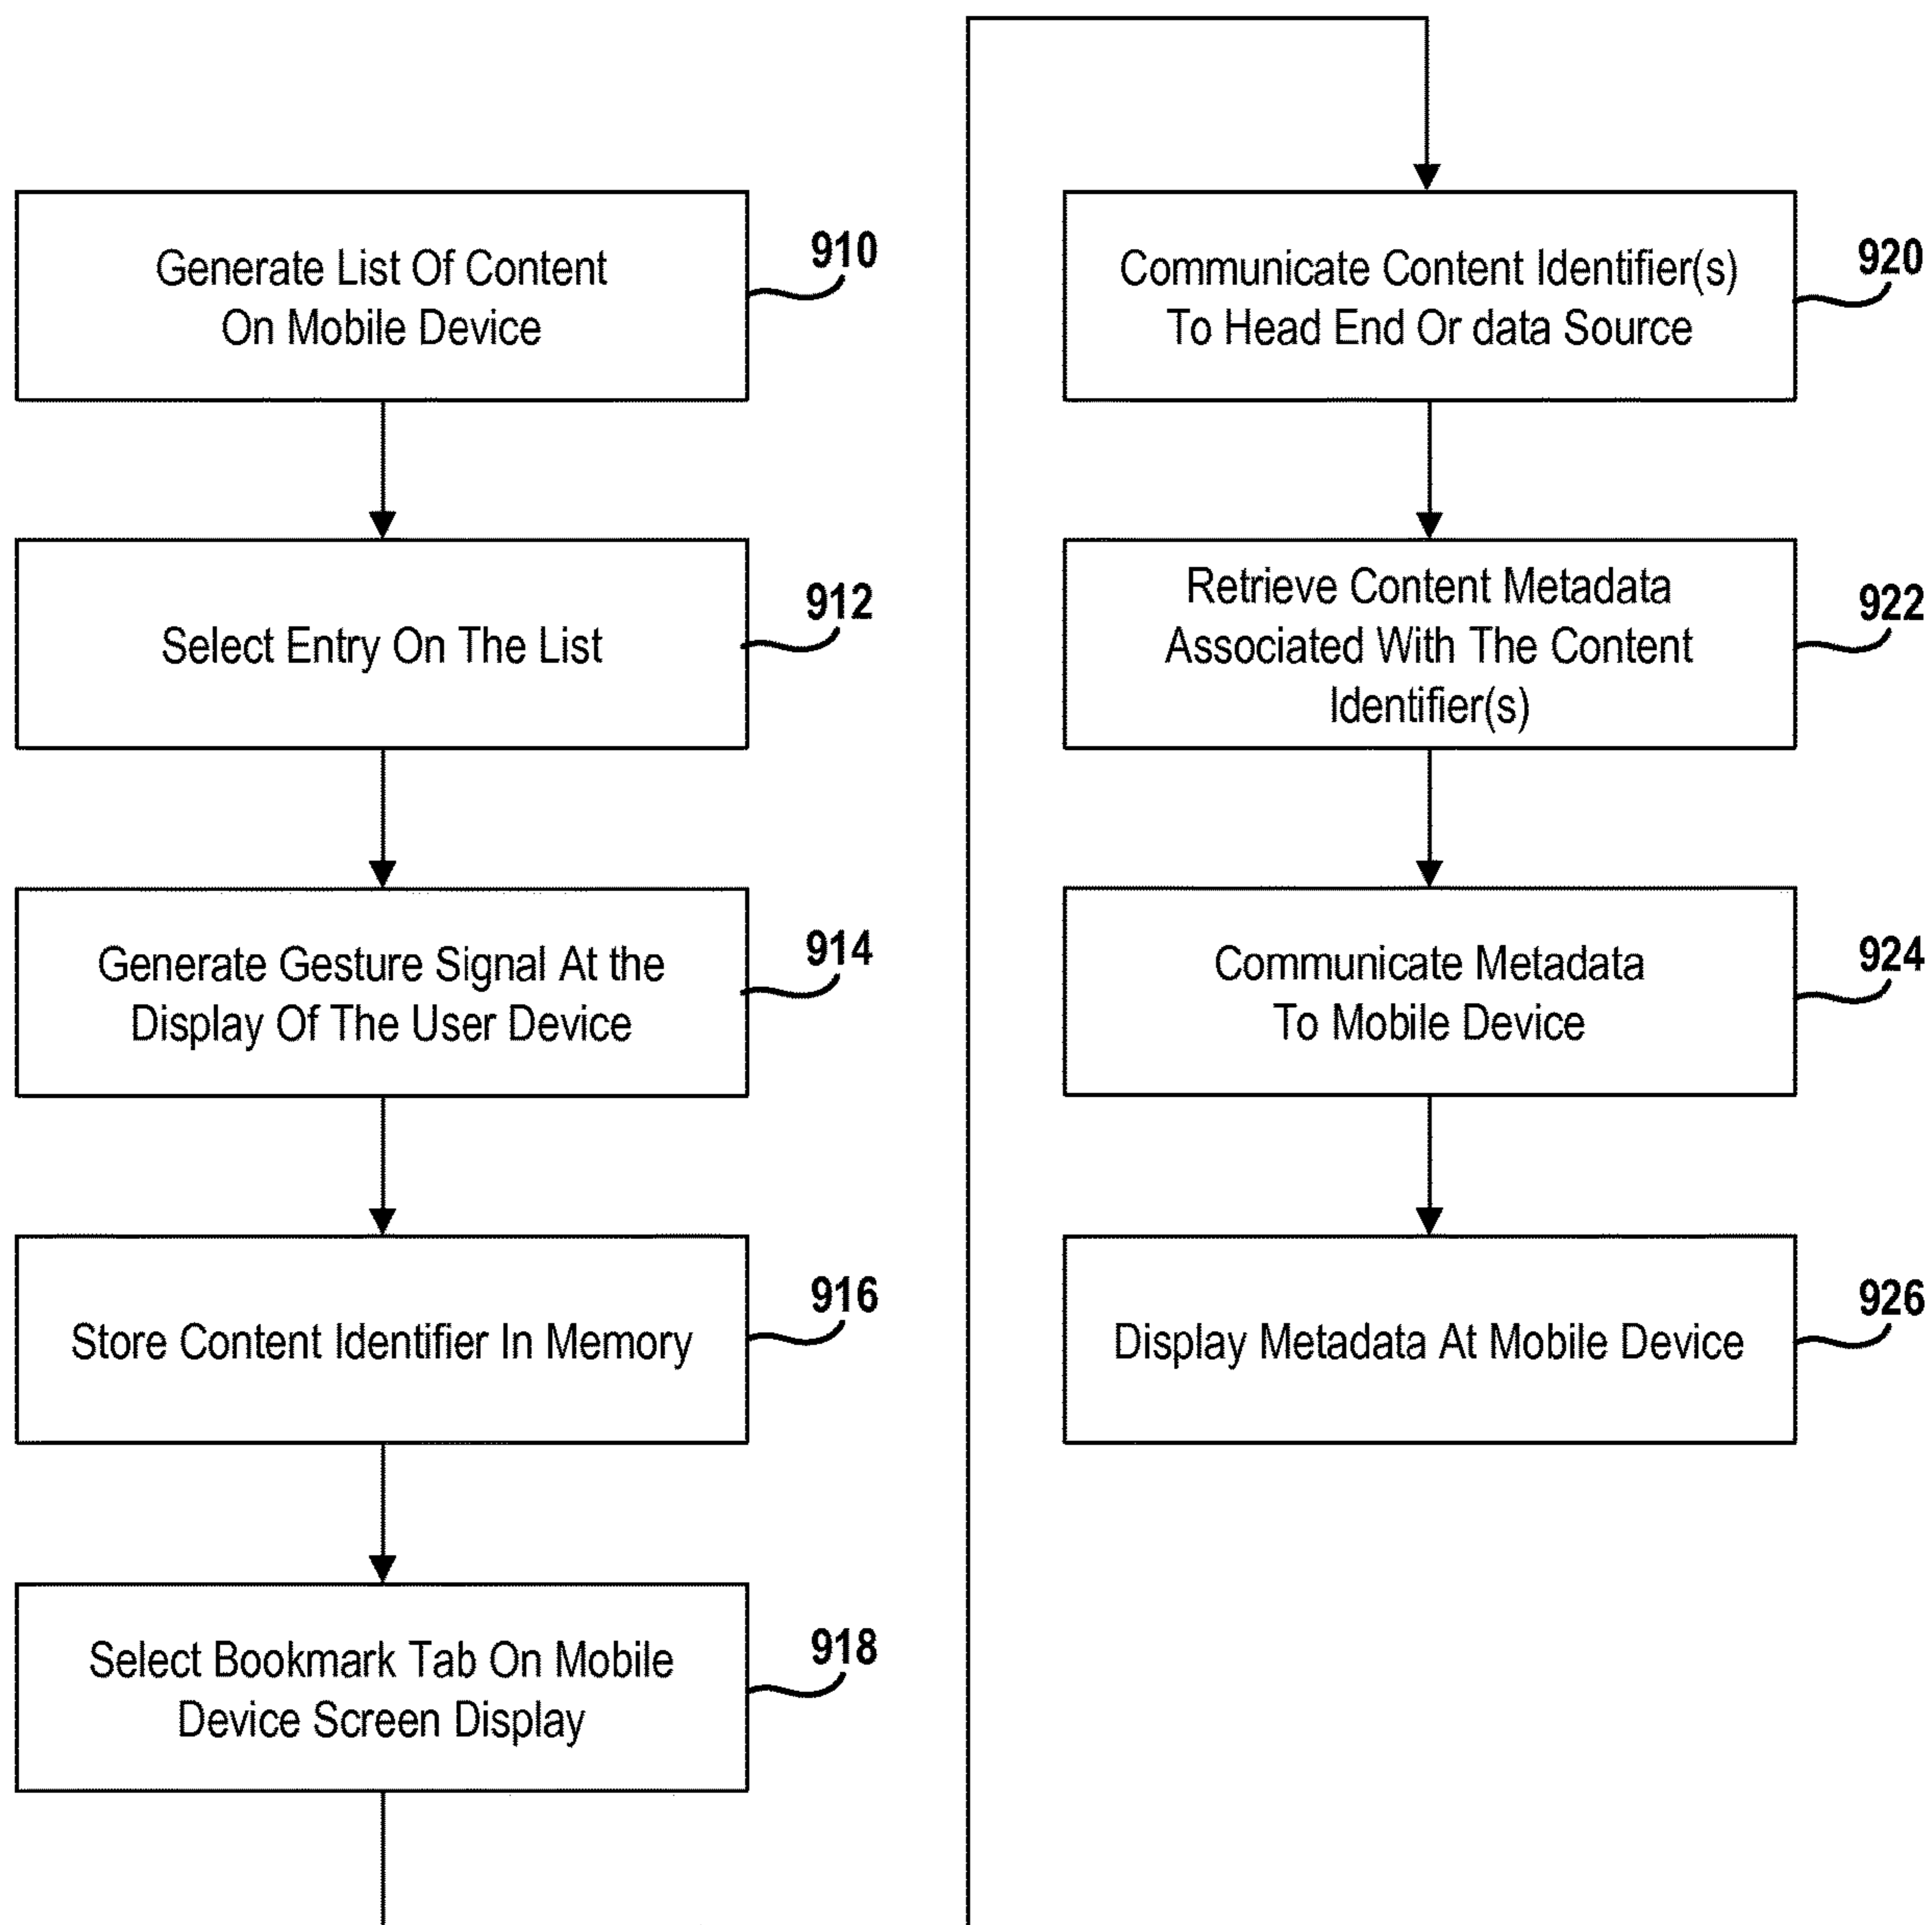 Generate List Of Content
On Mobile Device
910
Select Entry On The List
912
Generate Gesture Signal At the
Display Of The User Device
914
Store Content Identifier In Memory
916
Select Bookmark Tab On Mobile
Device Screen Display
918
Communicate Content Identifier(s)
To Head End Or data Source
920
Retrieve Content Metadata
Associated With The Content
Identifier(s)
922
Communicate Metadata
To Mobile Device
924
Display Metadata At Mobile Device
926